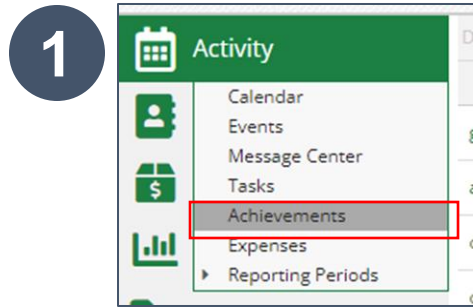 1
Activity
Calendar
Events
Message Center
Tasks
Achievements
Expenses
Reporting Periods